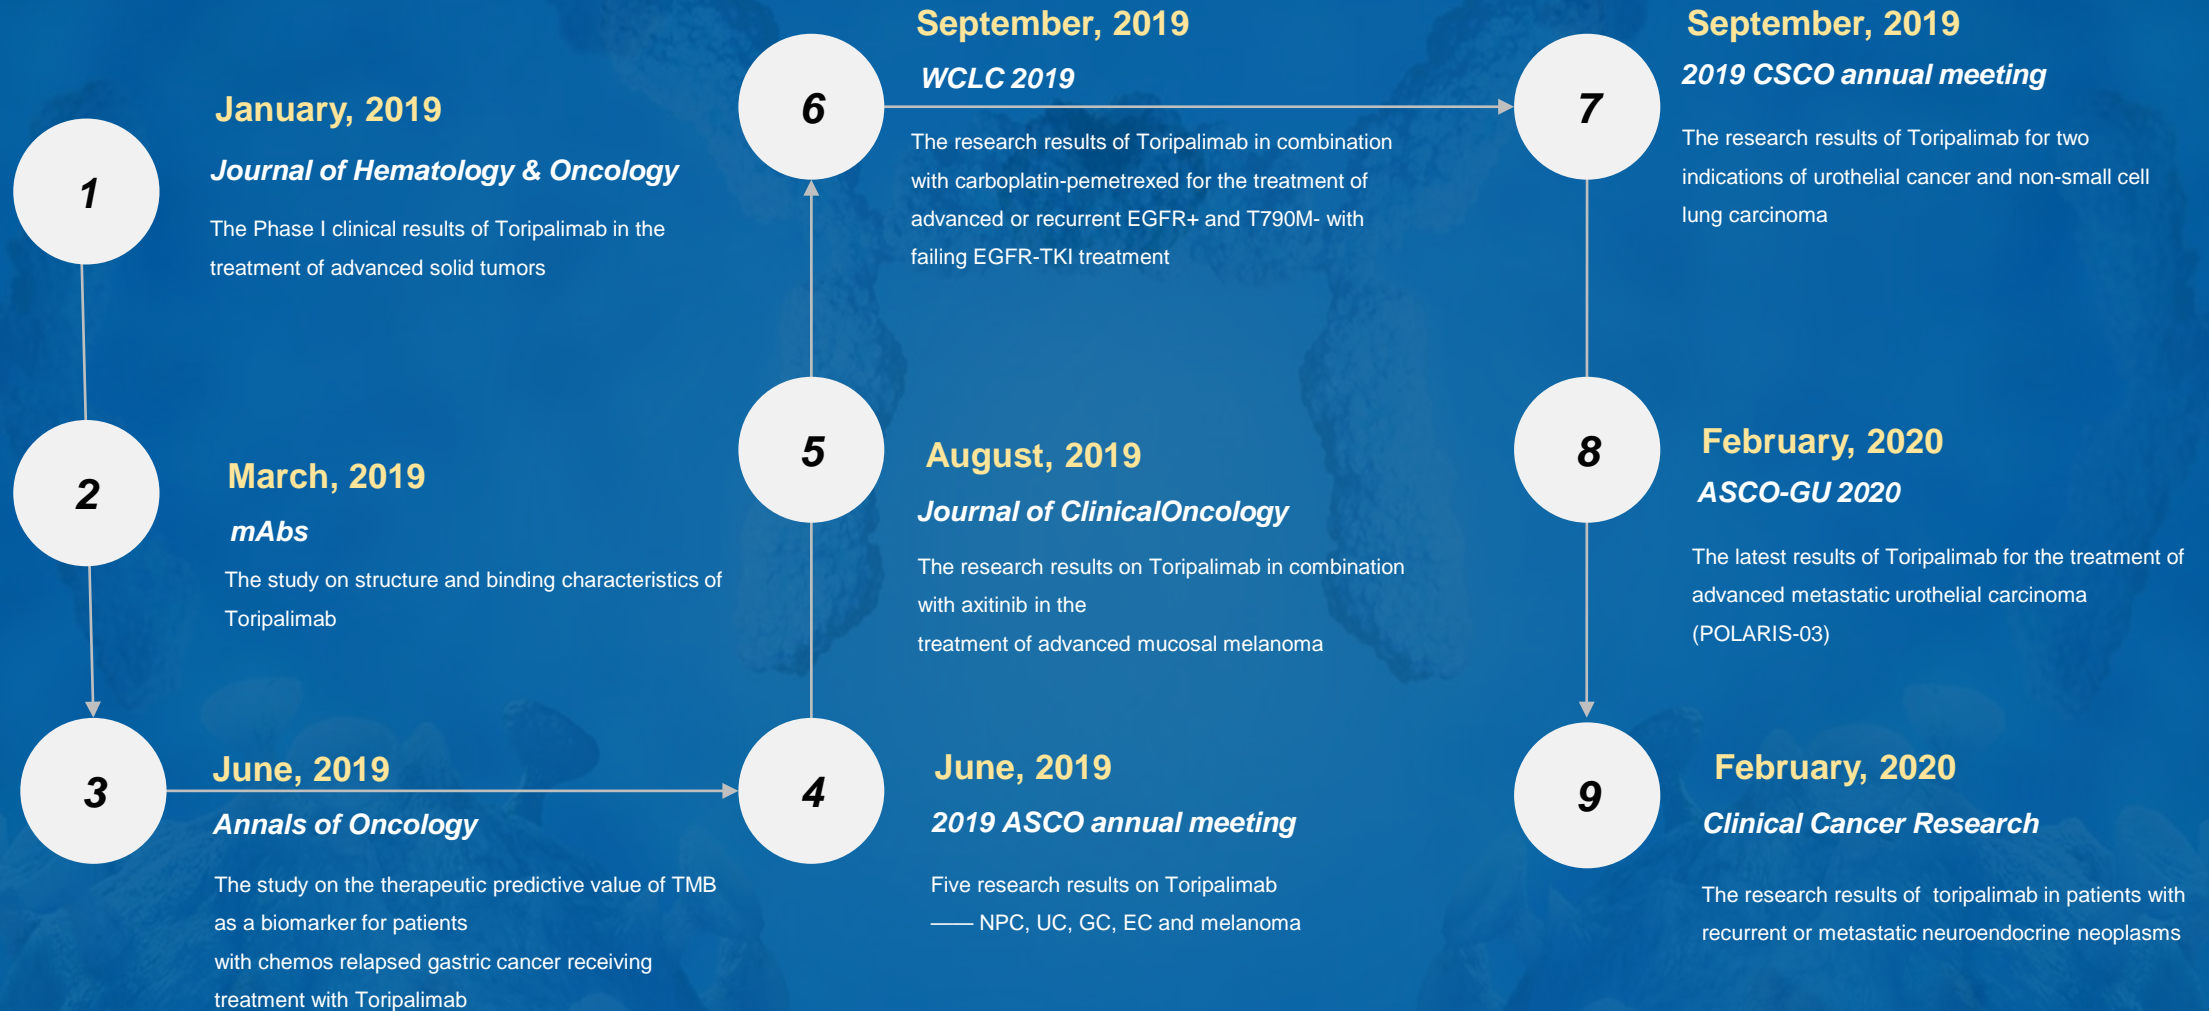 1
January, 2019
Journal of Hematology & Oncology
The Phase I clinical results of Toripalimab in the
treatment of advanced solid tumors
2
March, 2019
mAbs
The study on structure and binding characteristics of
Toripalimab
3
June, 2019
Annals of Oncology
The study on the therapeutic predictive value of TMB
as a biomarker for patients
with chemos relapsed gastric cancer receiving
treatment with Toripalimab
4
June, 2019
2019 ASCO annual meeting
Five research results on Toripalimab
—— NPC, UC, GC, EC and melanoma
5
August, 2019
Journal of ClinicalOncology
The research results on Toripalimab in combination
with axitinib in the
treatment of advanced mucosal melanoma
6
September, 2019
WCLC 2019
The research results of Toripalimab in combination
with carboplatin-pemetrexed for the treatment of
advanced or recurrent EGFR+ and T790M- with
failing EGFR-TKI treatment
7
September, 2019
2019 CSCO annual meeting
The research results of Toripalimab for two
indications of urothelial cancer and non-small cell
lung carcinoma
8
February, 2020
ASCO-GU 2020
The latest results of Toripalimab for the treatment of
advanced metastatic urothelial carcinoma
(POLARIS-03)
9
February, 2020
Clinical Cancer Research
The research results of toripalimab in patients with
recurrent or metastatic neuroendocrine neoplasms